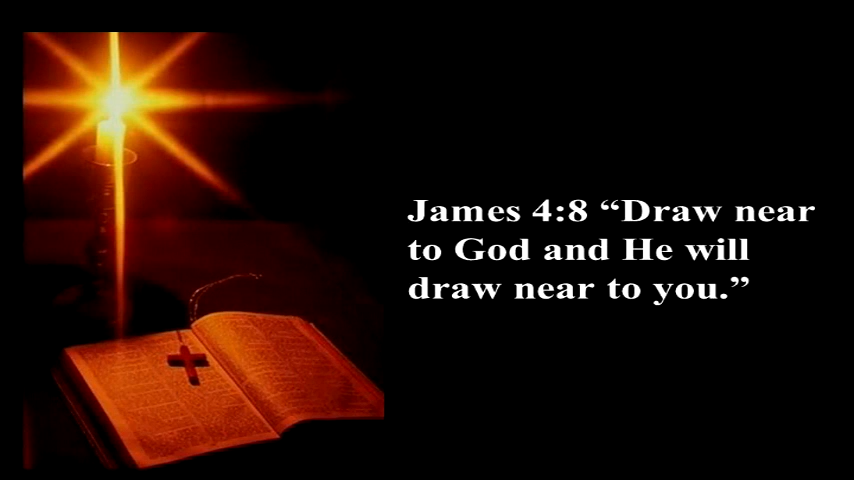 James 4:8 “Draw near
to God and He will
draw near to you.”